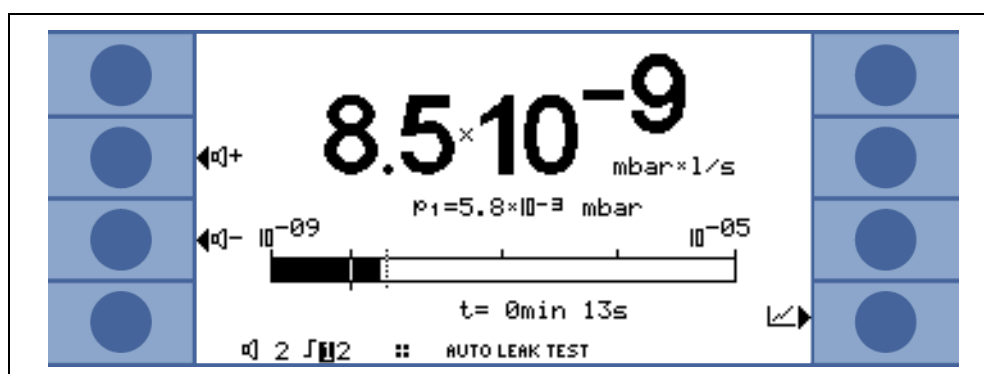 8.5×10⁻⁹
mbar×l/s
p₁=5.8×10⁻³ mbar
+
10⁻⁰⁹ 10⁻⁰⁵
-
t= 0min 13s
2 1 2 AUTO LEAK TEST